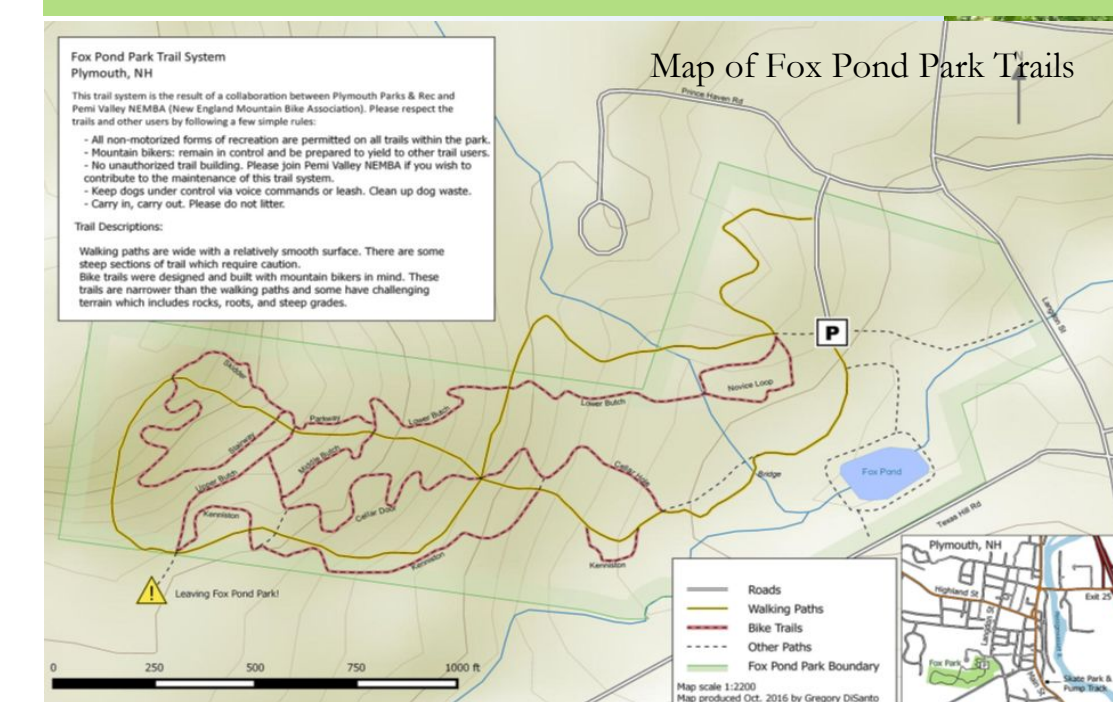 Map of Fox Pond Park Trails
Fox Pond Park Trail System
Plymouth, NH
This trail system is the result of a collaboration between Plymouth Parks & Rec and
Pemi Valley NEMBA (New England Mountain Bike Association). Please respect the
trails and other users by following a few simple rules:
- All non-motorized forms of recreation are permitted on all trails within the park.
- Mountain bikers: remain in control and be prepared to yield to other trail users.
- No unauthorized trail building. Please join Pemi Valley NEMBA if you wish to
contribute to the maintenance of this trail system.
- Keep dogs under control via voice commands or leash. Clean up dog waste.
- Carry in, carry out. Please do not litter.
Trail Descriptions:
Walking paths are wide with a relatively smooth surface. There are some
steep sections of trail which require caution.
Bike trails were designed and built with mountain bikers in mind. These
trails are narrower than the walking paths and some have challenging
terrain which includes rocks, roots, and steep grades.
N
Prince Haven Rd
Langdon St
P
Skidder
Novice Loop
Lower Butch
Lower Butch
Parkway
Stairway
Middle Butch
Upper Butch
Cellar Hole
Bridge
Fox Pond
Kenniston
Cellar Door
Texas Hill Rd
Kenniston
Kenniston
! Leaving Fox Pond Park!
0 250 500 750 1000 ft
Roads
Walking Paths
Bike Trails
Other Paths
Fox Pond Park Boundary
Map scale 1:2200
Map produced Oct. 2016 by Gregory DiSanto
Plymouth, NH
Highland St
Langdon St
Exit 25
Fox Park
P
Main St
Skate Park &
Pump Track